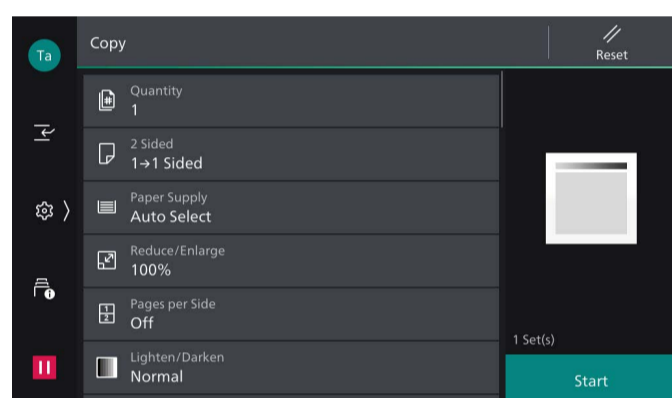 Ta
Copy
Reset
Quantity
1
2 Sided
1→1 Sided
Paper Supply
Auto Select
Reduce/Enlarge
100%
Pages per Side
Off
Lighten/Darken
Normal
1 Set(s)
Start